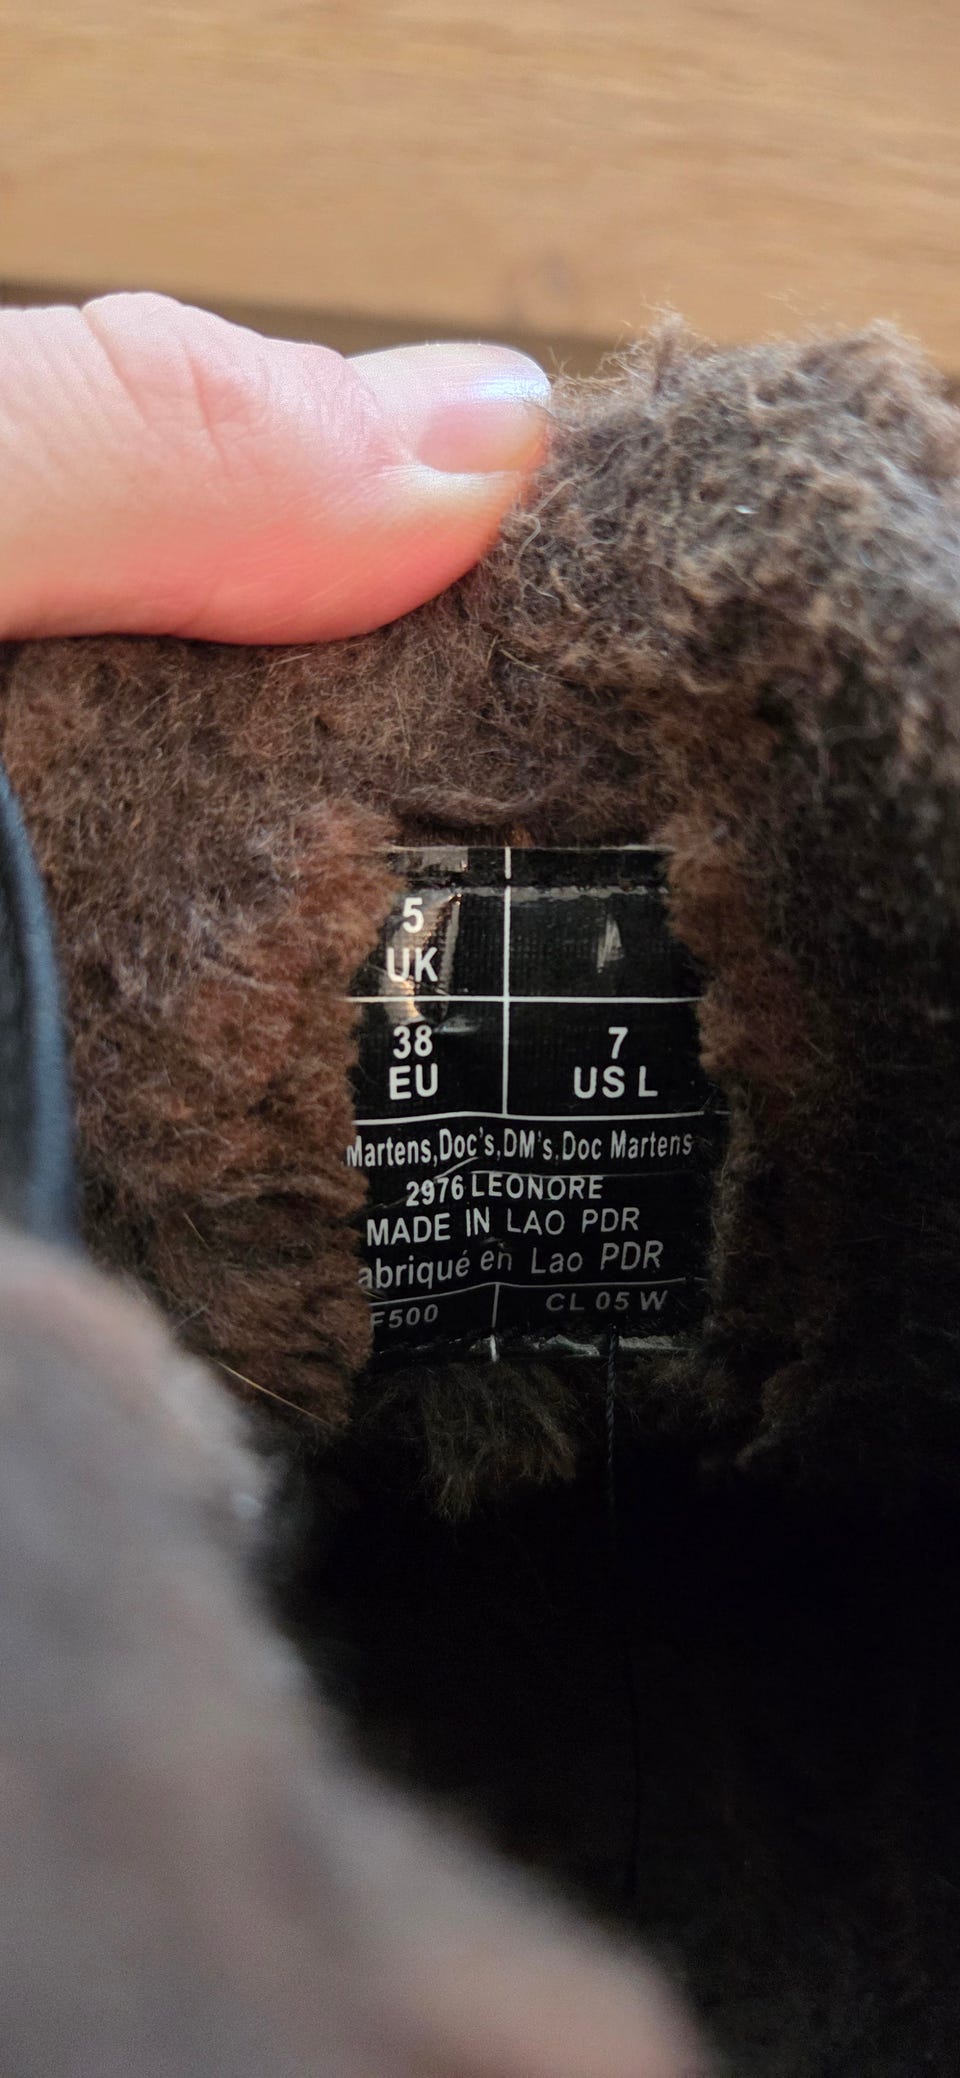 5
UK
38
EU
7
US L
Martens,Doc's,DM's,Doc Martens
2976 LEONORE
MADE IN LAO PDR
abriqué en Lao PDR
F500
CL 05 W